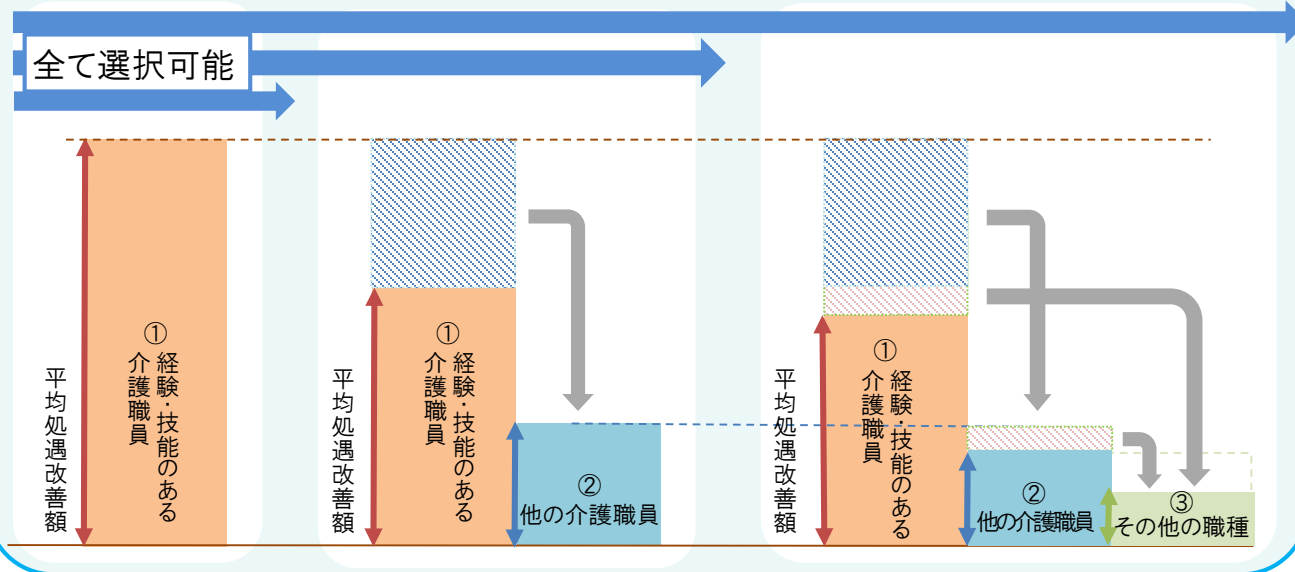 全て選択可能
平均処遇改善額
①
経験・技能のある
介護職員
平均処遇改善額
①
経験・技能のある
介護職員
②
他の介護職員
平均処遇改善額
①
経験・技能のある
介護職員
②
他の介護職員
③
その他の職種